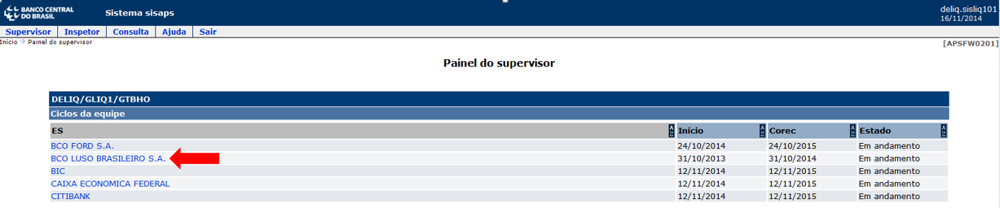 BANCO CENTRAL
DO BRASIL
Sistema sisaps
deliq.sisliq101
16/11/2014
Supervisor Inspetor Consulta Ajuda Sair
Início -> Painel do supervisor
[APSFW0201]
Painel do supervisor
DELIQ/GLIQ1/GTBHO
Ciclos da equipe
ES Início Corec Estado
BCO FORD S.A. 24/10/2014 24/10/2015 Em andamento
BCO LUSO BRASILEIRO S.A. 31/10/2013 31/10/2014 Em andamento
BIC 12/11/2014 12/11/2015 Em andamento
CAIXA ECONOMICA FEDERAL 12/11/2014 12/11/2015 Em andamento
CITIBANK 12/11/2014 12/11/2015 Em andamento